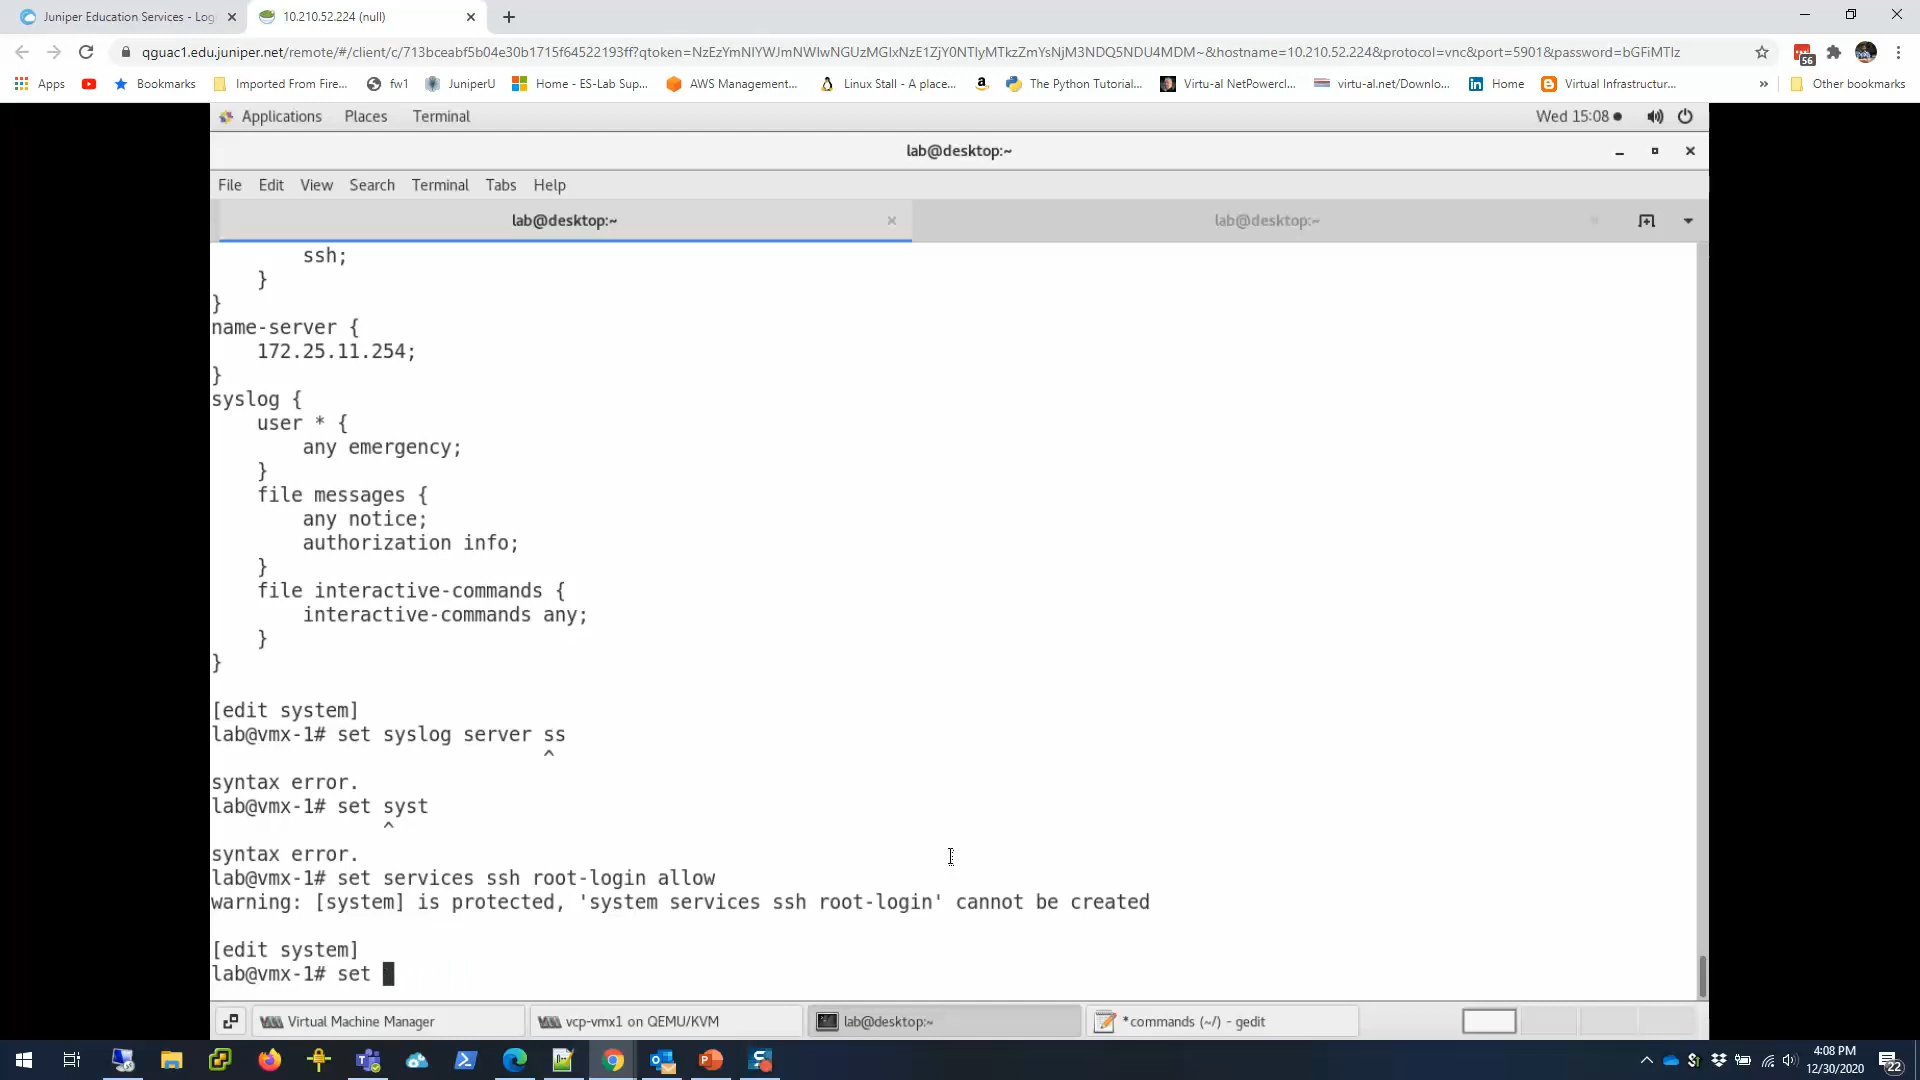 Juniper Education Services - Log
10.210.52.224 (null)
qguac1.edu.juniper.net/remote/#/client/c/713bceabf5b04e30b1715f64522193ff?qtoken=NzEzYmNlYWJmNWIwNGUzMGIxNzE1ZjY0NTIyMTkzZmYsNjM3NDQ5NDU4MDM~&hostname=10.210.52.224&protocol=vnc&port=5901&password=bGFiMTIz
56
Apps
Bookmarks
Imported From Fire...
fw1
JuniperU
Home - ES-Lab Sup...
AWS Management...
Linux Stall - A place...
The Python Tutorial...
Virtu-al NetPowercl...
virtu-al.net/Downlo...
Home
Virtual Infrastructur...
»
Other bookmarks
Applications Places Terminal
Wed 15:08
lab@desktop:~
File Edit View Search Terminal Tabs Help
lab@desktop:~
lab@desktop:~
ssh;
}
}
name-server {
172.25.11.254;
}
syslog {
user * {
any emergency;
}
file messages {
any notice;
authorization info;
}
file interactive-commands {
interactive-commands any;
}
}
[edit system]
lab@vmx-1# set syslog server ss
^
syntax error.
lab@vmx-1# set syst
^
syntax error.
lab@vmx-1# set services ssh root-login allow
warning: [system] is protected, 'system services ssh root-login' cannot be created
[edit system]
lab@vmx-1# set
Virtual Machine Manager
vcp-vmx1 on QEMU/KVM
lab@desktop:~
*commands (~/) - gedit
4:08 PM
12/30/2020
22